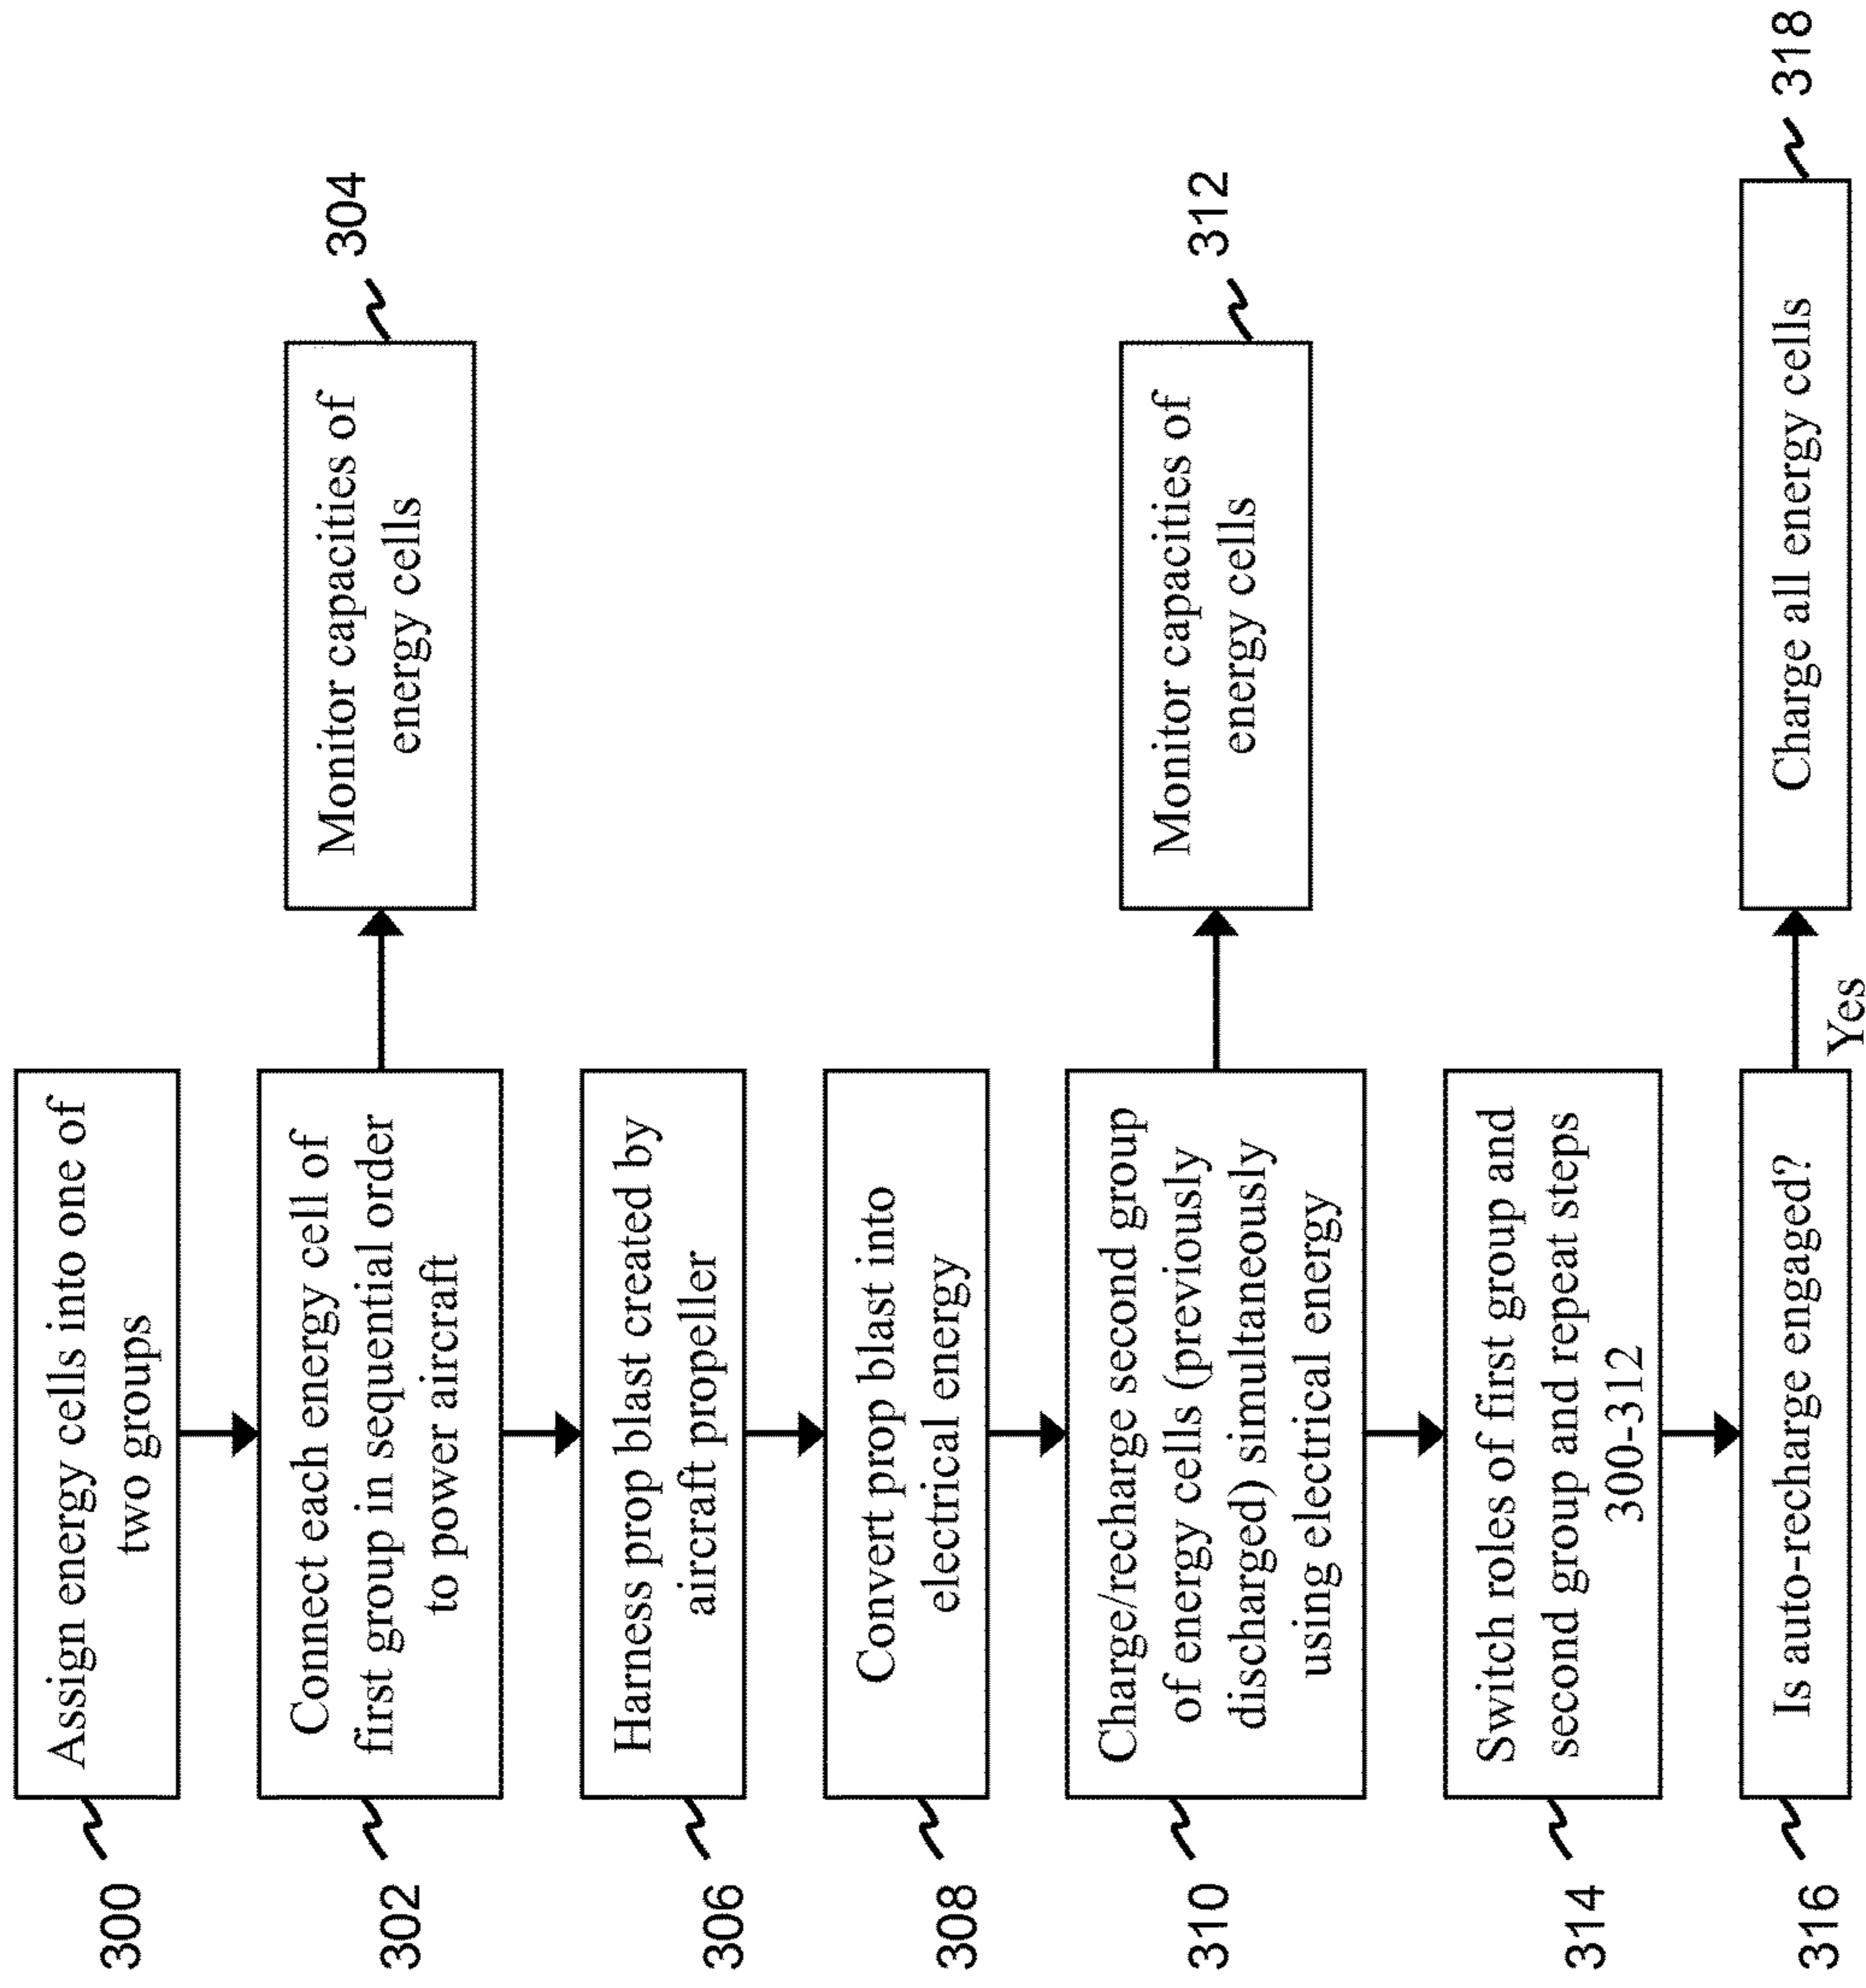 300
Assign energy cells into one of
two groups
302
Connect each energy cell of
first group in sequential order
to power aircraft
304
Monitor capacities of
energy cells
306
Harness prop blast created by
aircraft propeller
308
Convert prop blast into
electrical energy
310
Charge/recharge second group
of energy cells (previously
discharged) simultaneously
using electrical energy
312
Monitor capacities of
energy cells
314
Switch roles of first group and
second group and repeat steps
300-312
316
Is auto-recharge engaged?
Yes
318
Charge all energy cells